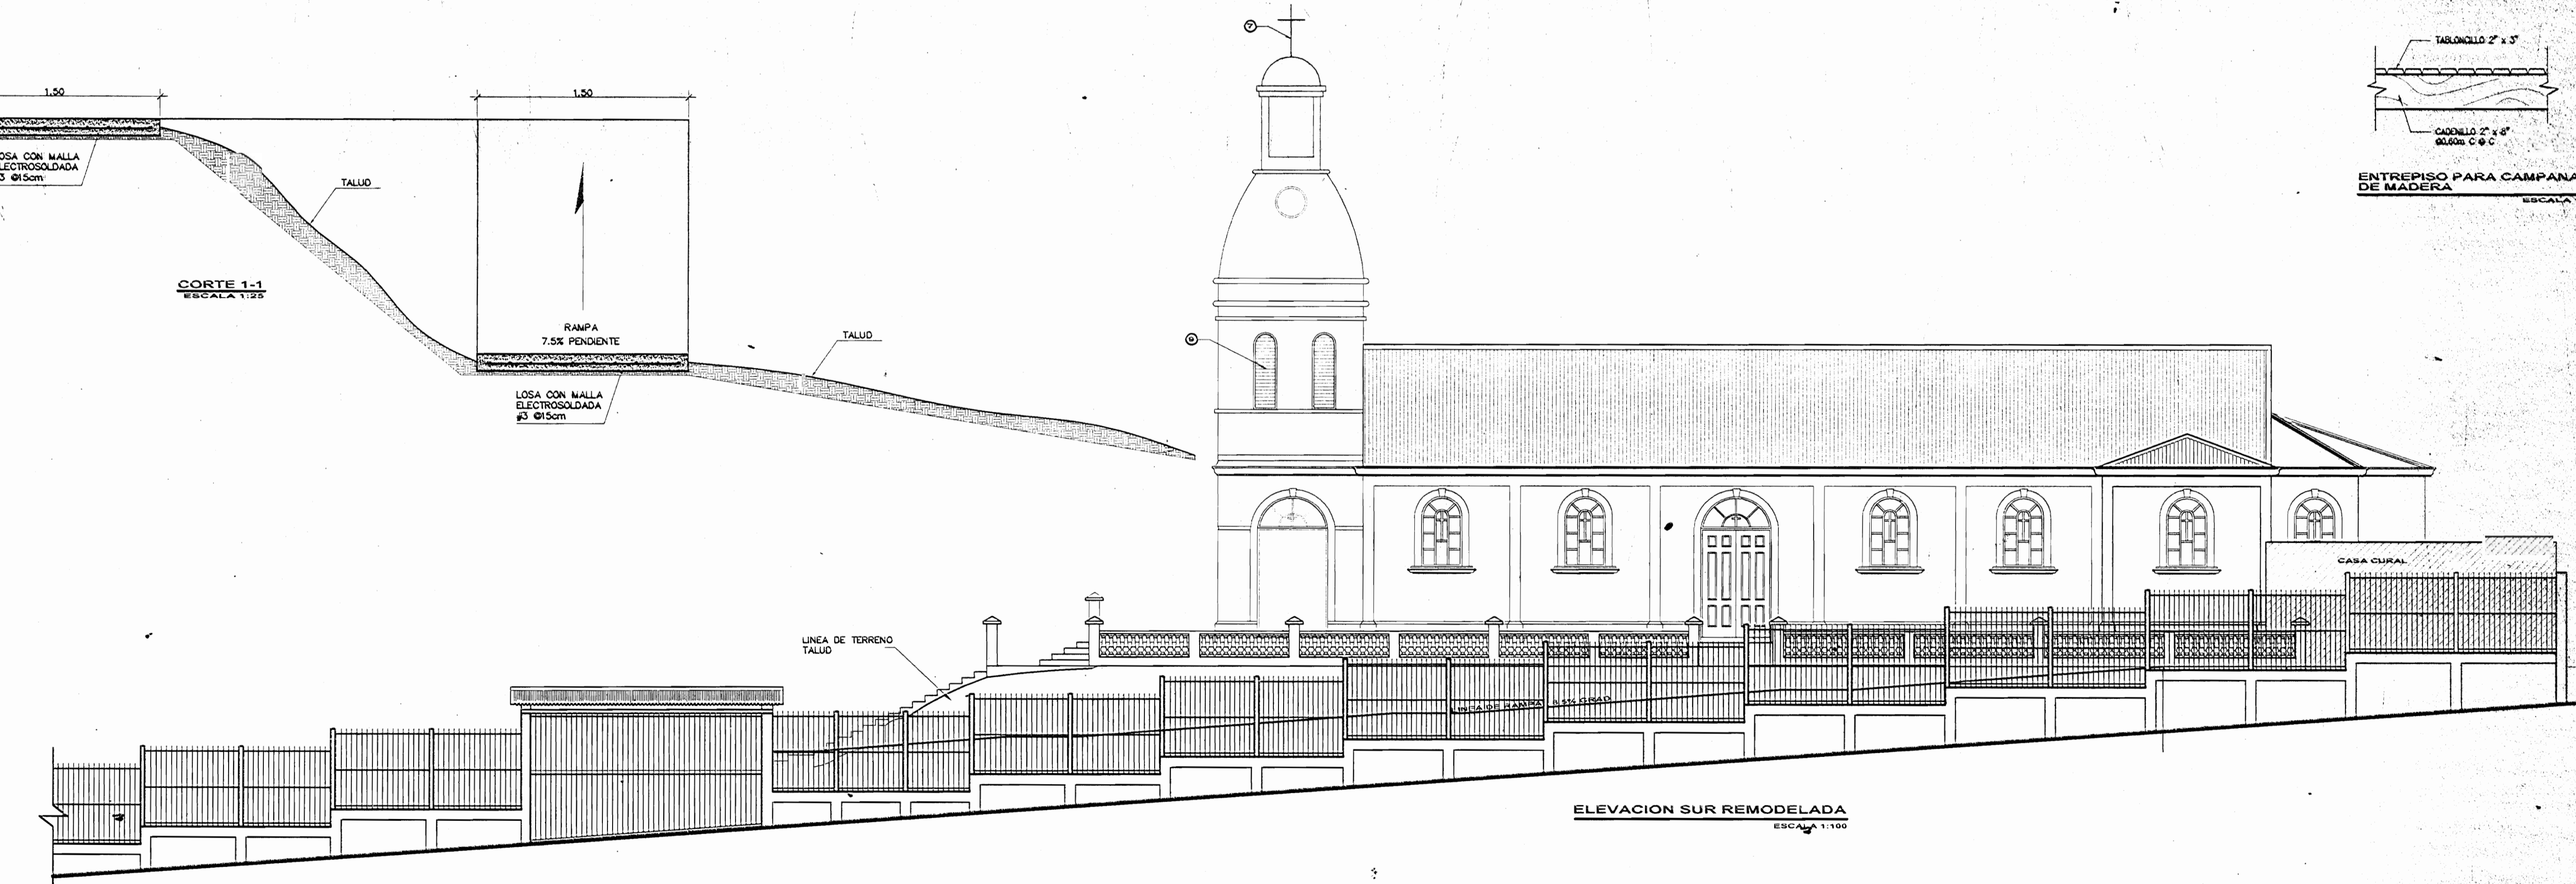 1.50
OSA CON MALLA
LECTROSOLDADA
3 @15cm
TALUD
CORTE 1-1
ESCALA 1:25
1.50
RAMPA
7.5% PENDIENTE
LOSA CON MALLA
ELECTROSOLDADA
#3 @15cm
TALUD
7
9
TABLONCILLO 2" x 3"
CADENILLO 2" x 8"
@0.60m C @ C
ENTREPISO PARA CAMPANA
DE MADERA
ESCALA
CASA CURAL
LINEA DE TERRENO
TALUD
LINEA DE RAMPA GRAD
ELEVACION SUR REMODELADA
ESCALA 1:100